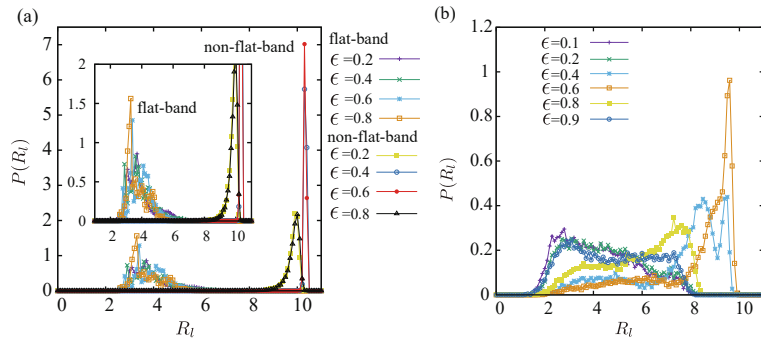 (a)
7
6
5
4
3
2
1
0
P(R_l)
0 2 4 6 8 10
R_l
2
1.5
1
0.5
0
2 4 6 8 10
flat-band
non-flat-band
flat-band
ϵ=0.2
ϵ=0.4
ϵ=0.6
ϵ=0.8
non-flat-band
ϵ=0.2
ϵ=0.4
ϵ=0.6
ϵ=0.8
(b)
1.2
1
0.8
0.6
0.4
0.2
0
P(R_l)
0 2 4 6 8 10
R_l
ϵ=0.1
ϵ=0.2
ϵ=0.4
ϵ=0.6
ϵ=0.8
ϵ=0.9